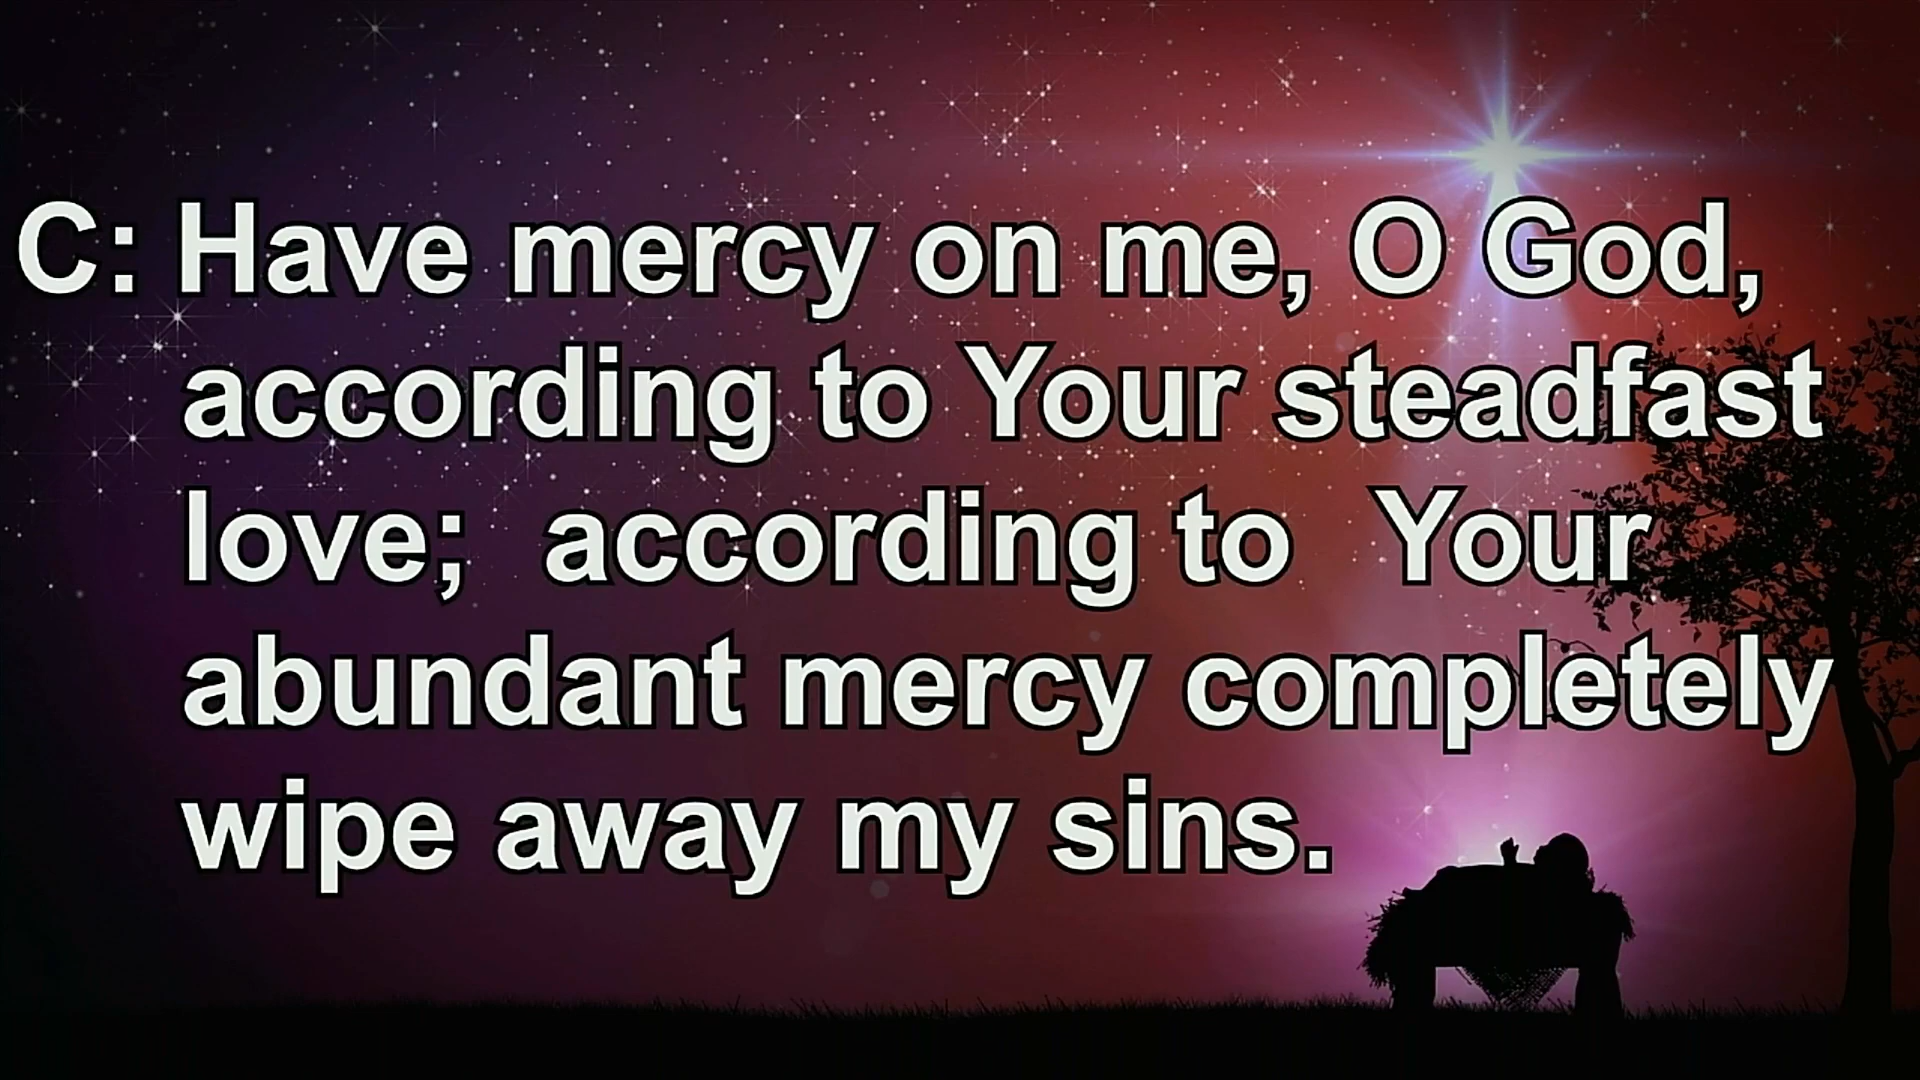 C: Have mercy on me, O God,
according to Your steadfast
love; according to Your
abundant mercy completely
wipe away my sins.